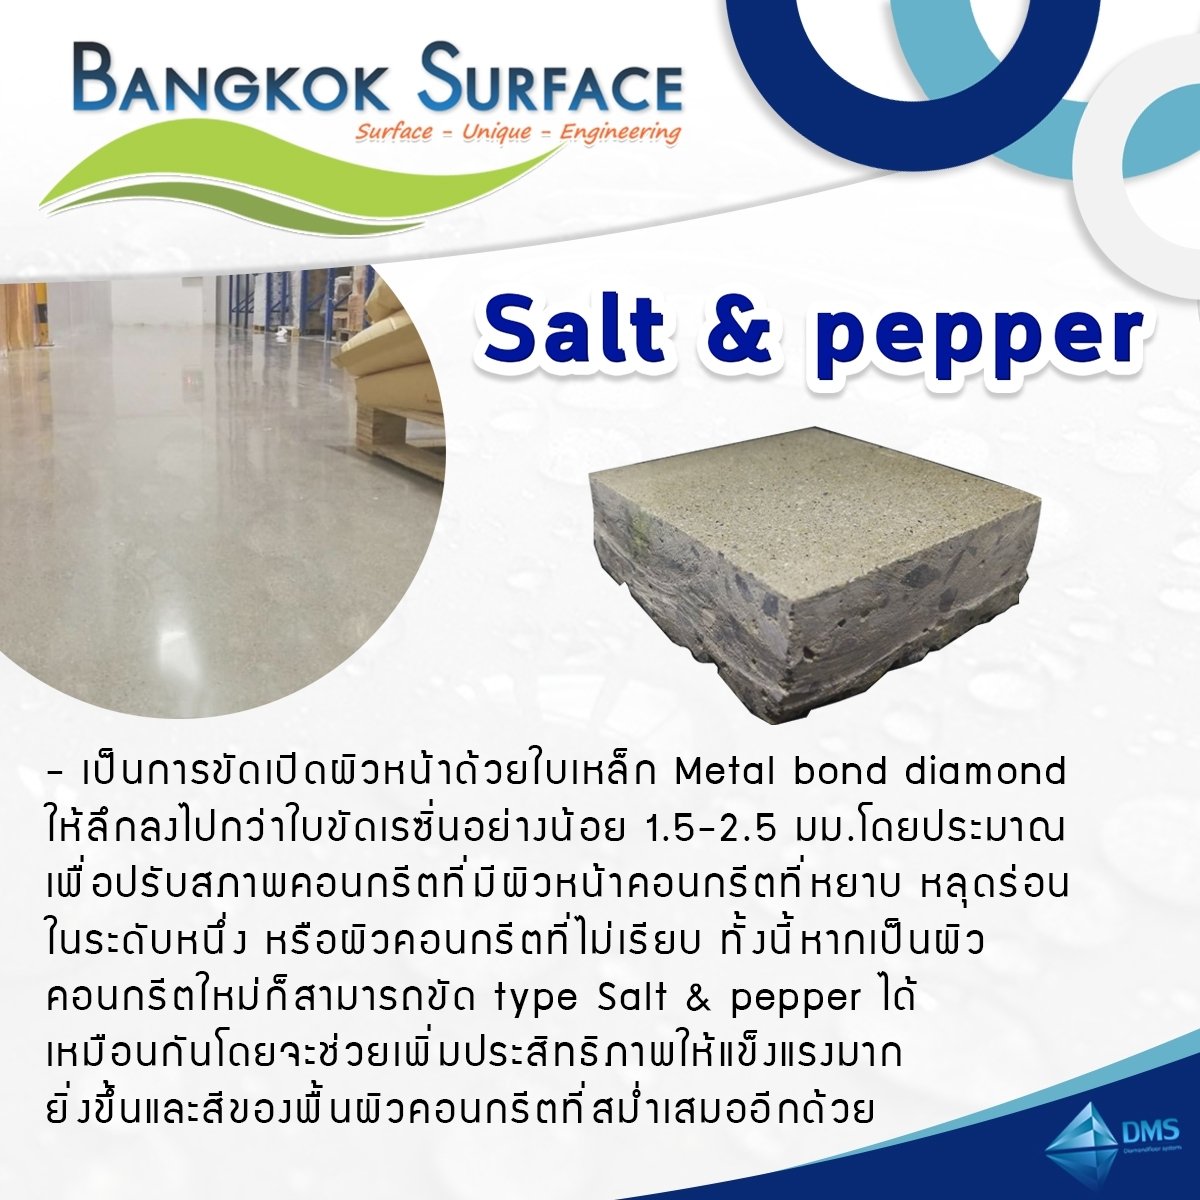 BANGKOK SURFACE
Surface - Unique - Engineering
Salt & pepper
- เป็นการขัดเปิดผิวหน้าด้วยใบเหล็ก Metal bond diamond
ให้ลึกลงไปกว่าใบขัดเรซิ่นอย่างน้อย 1.5-2.5 มม.โดยประมาณ
เพื่อปรับสภาพคอนกรีตที่มีผิวหน้าคอนกรีตที่หยาบ หลุดร่อน
ในระดับหนึ่ง หรือผิวคอนกรีตที่ไม่เรียบ ทั้งนี้หากเป็นผิว
คอนกรีตใหม่ก็สามารถขัด type Salt & pepper ได้
เหมือนกันโดยจะช่วยเพิ่มประสิทธิภาพให้แข็งแรงมาก
ยิ่งขึ้นและสีของพื้นผิวคอนกรีตที่สม่ำเสมออีกด้วย
DMS
Diamondfloor system